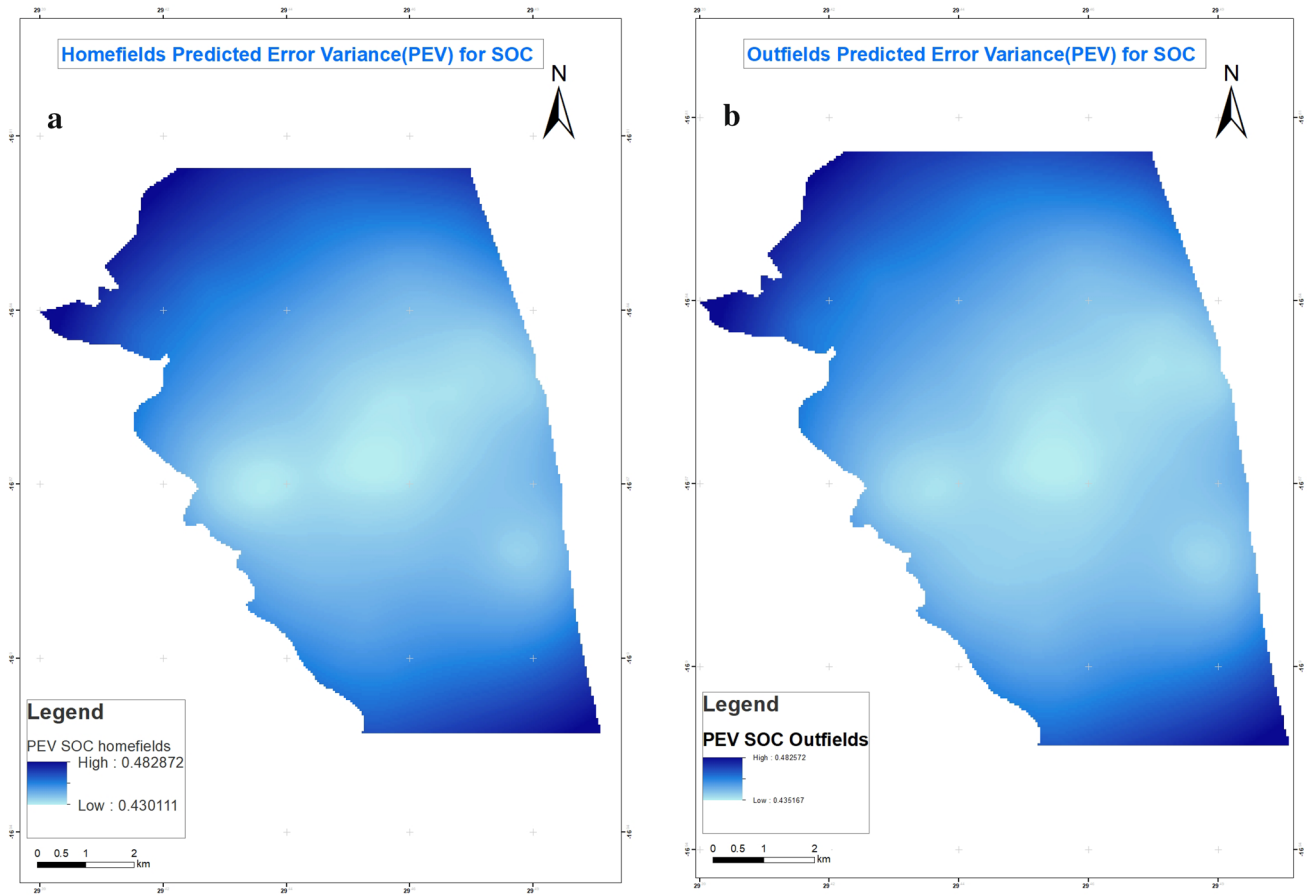 Homefields Predicted Error Variance(PEV) for SOC
N
a
Legend
PEV SOC homefields
High : 0.482872
Low : 0.430111
0 0.5 1 2
km
Outfields Predicted Error Variance(PEV) for SOC
N
b
Legend
PEV SOC Outfields
High : 0.482572
Low : 0.435167
0 0.5 1 2
km